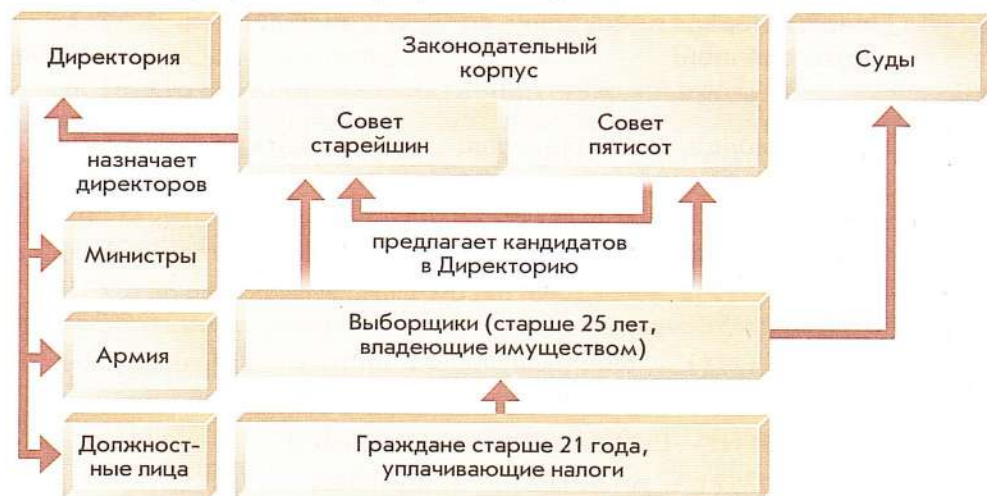 Директория
Законодательный
корпус
Суды
Совет
старейшин
Совет
пятисот
назначает
директоров
предлагает кандидатов
в Директорию
Министры
Армия
Должност-
ные лица
Выборщики (старше 25 лет,
владеющие имуществом)
Граждане старше 21 года,
уплачивающие налоги